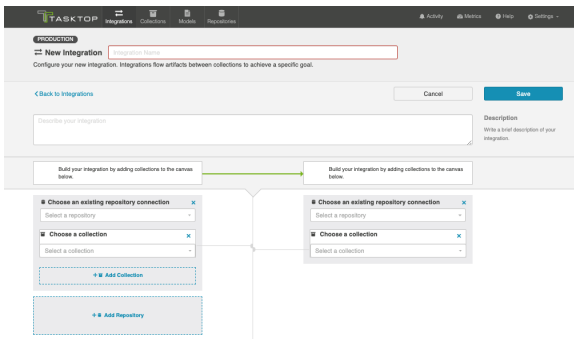 TASKTOP
Integrations
Collections
Models
Repositories
Activity
Metrics
Help
Settings
PRODUCTION
New Integration
Integration Name
Configure your new integration. Integrations flow artifacts between collections to achieve a specific goal.
Back to Integrations
Cancel
Save
Describe your integration
Description
Write a brief description of your
integration.
Build your integration by adding collections to the canvas
below.
Build your integration by adding collections to the canvas
below.
Choose an existing repository connection
Select a repository
Choose a collection
Select a collection
+ Add Collection
+ Add Repository
Choose an existing repository connection
Select a repository
Choose a collection
Select a collection